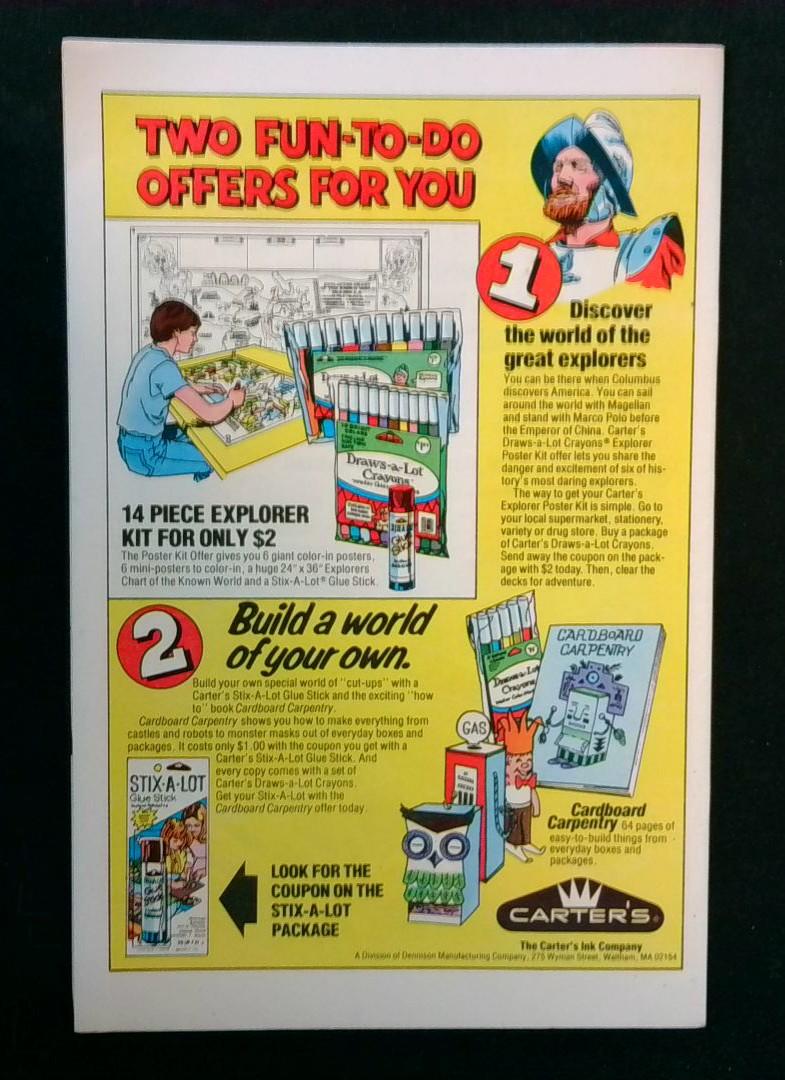 TWO FUN-TO-DO
OFFERS FOR YOU
1
Discover
the world of the
great explorers
You can be there when Columbus
discovers America. You can sail
around the world with Magellan
and stand with Marco Polo before
the Emperor of China. Carter's
Draws-a-Lot Crayons® Explorer
Poster Kit offer lets you share the
danger and excitement of six of his-
tory's most daring explorers.
The way to get your Carter's
Explorer Poster Kit is simple. Go to
your local supermarket, stationery,
variety or drug store. Buy a package
of Carter's Draws-a-Lot Crayons.
Send away the coupon on the pack-
age with $2 today. Then, clear the
decks for adventure.
Draws-a-Lot
Crayons
14 PIECE EXPLORER
KIT FOR ONLY $2
The Poster Kit Offer gives you 6 giant color-in posters,
6 mini-posters to color-in, a huge 24" x 36" Explorers
Chart of the Known World and a Stix-A-Lot® Glue Stick.
2
Build a world
of your own.
Build your own special world of "cut-ups" with a
Carter's Stix-A-Lot Glue Stick and the exciting "how
to" book Cardboard Carpentry.
Cardboard Carpentry shows you how to make everything from
castles and robots to monster masks out of everyday boxes and
packages. It costs only $1.00 with the coupon you get with a
Carter's Stix-A-Lot Glue Stick. And
every copy comes with a set of
Carter's Draws-a-Lot Crayons.
Get your Stix-A-Lot with the
Cardboard Carpentry offer today.
STIX-A-LOT
Glue Stick
LOOK FOR THE
COUPON ON THE
STIX-A-LOT
PACKAGE
Draws-a-Lot
Crayons
CARDBOARD
CARPENTRY
GAS
Cardboard
Carpentry 64 pages of
easy-to-build things from
everyday boxes and
packages.
CARTER'S®
The Carter's Ink Company
A Division of Dennison Manufacturing Company, 275 Wyman Street, Waltham, MA 02154